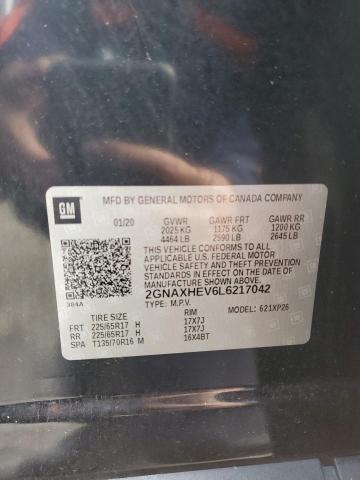 GM
MFD BY GENERAL MOTORS OF CANADA COMPANY
01/20 GVWR GAWR FRT GAWR RR
2025 KG 1175 KG 1200 KG
4464 LB 2590 LB 2645 LB
THIS VEHICLE CONFORMS TO ALL
APPLICABLE U.S. FEDERAL MOTOR
VEHICLE SAFETY AND THEFT PREVENTION
STANDARDS IN EFFECT ON THE DATE OF
MANUFACTURE SHOWN ABOVE.
2GNAXHEV6L6217042
384A TYPE: M.P.V. MODEL: 621XP26
TIRE SIZE RIM
FRT 225/65R17 H 17X7J
RR 225/65R17 H 17X7J
SPA T135/70R16 M 16X4BT